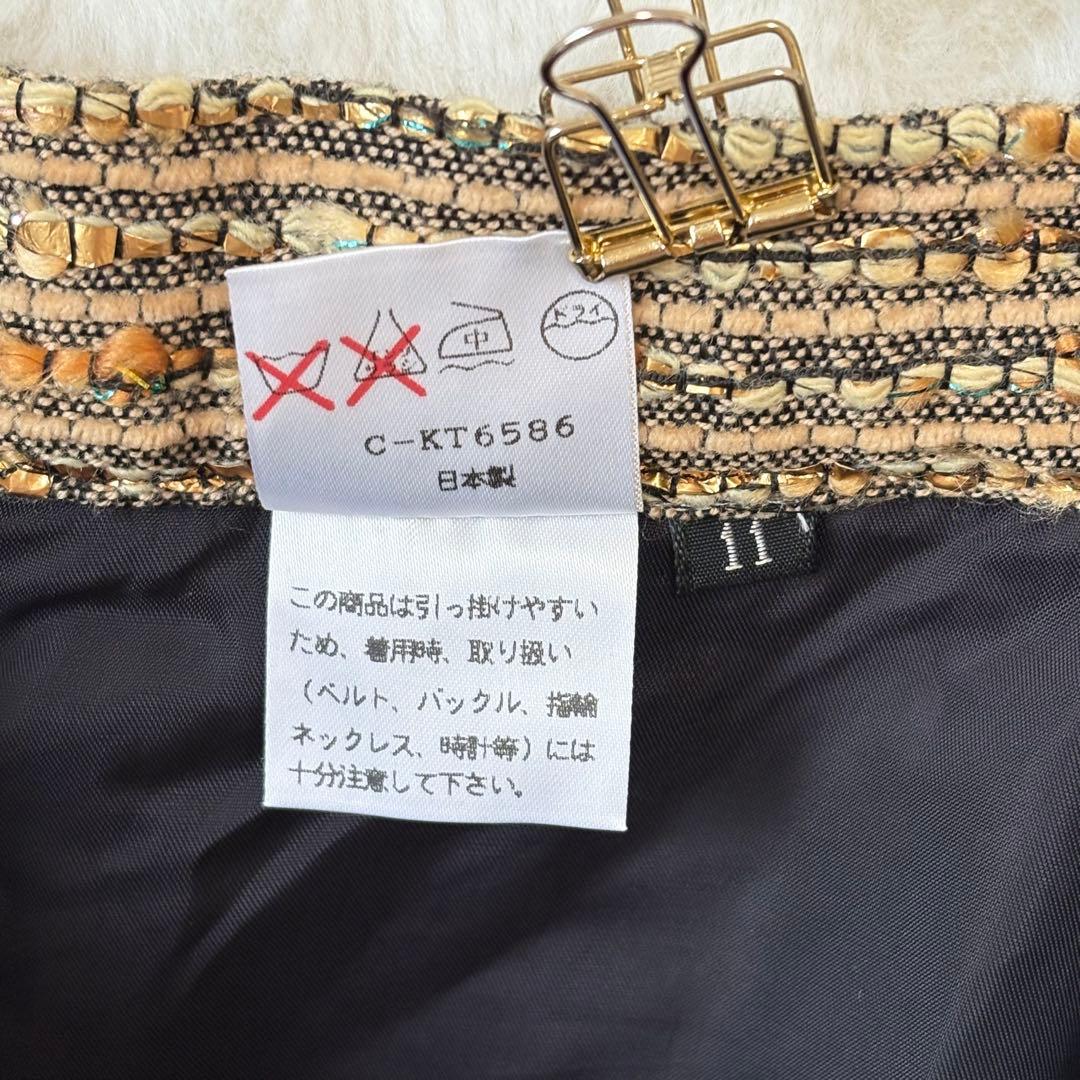 中
ドライ
C-KT6586
日本製
11
この商品は引っ掛けやすい
ため、着用時、取り扱い
（ベルト、バックル、指輪
ネックレス、時計等）には
十分注意して下さい。